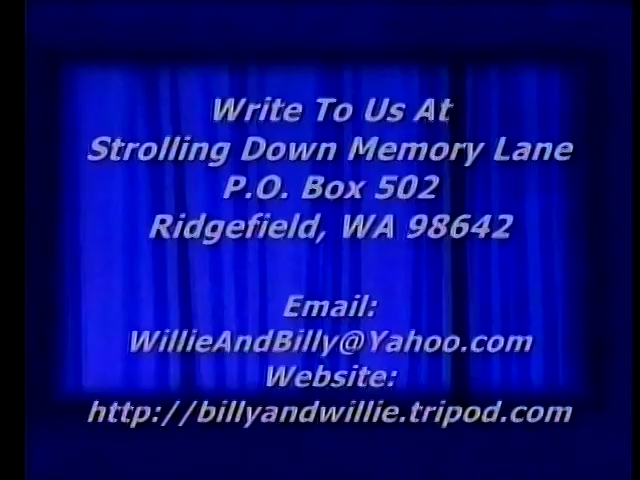 Write To Us At
Strolling Down Memory Lane
P.O. Box 502
Ridgefield, WA 98642
Email:
WillieAndBilly@Yahoo.com
Website:
http://billyandwillie.tripod.com